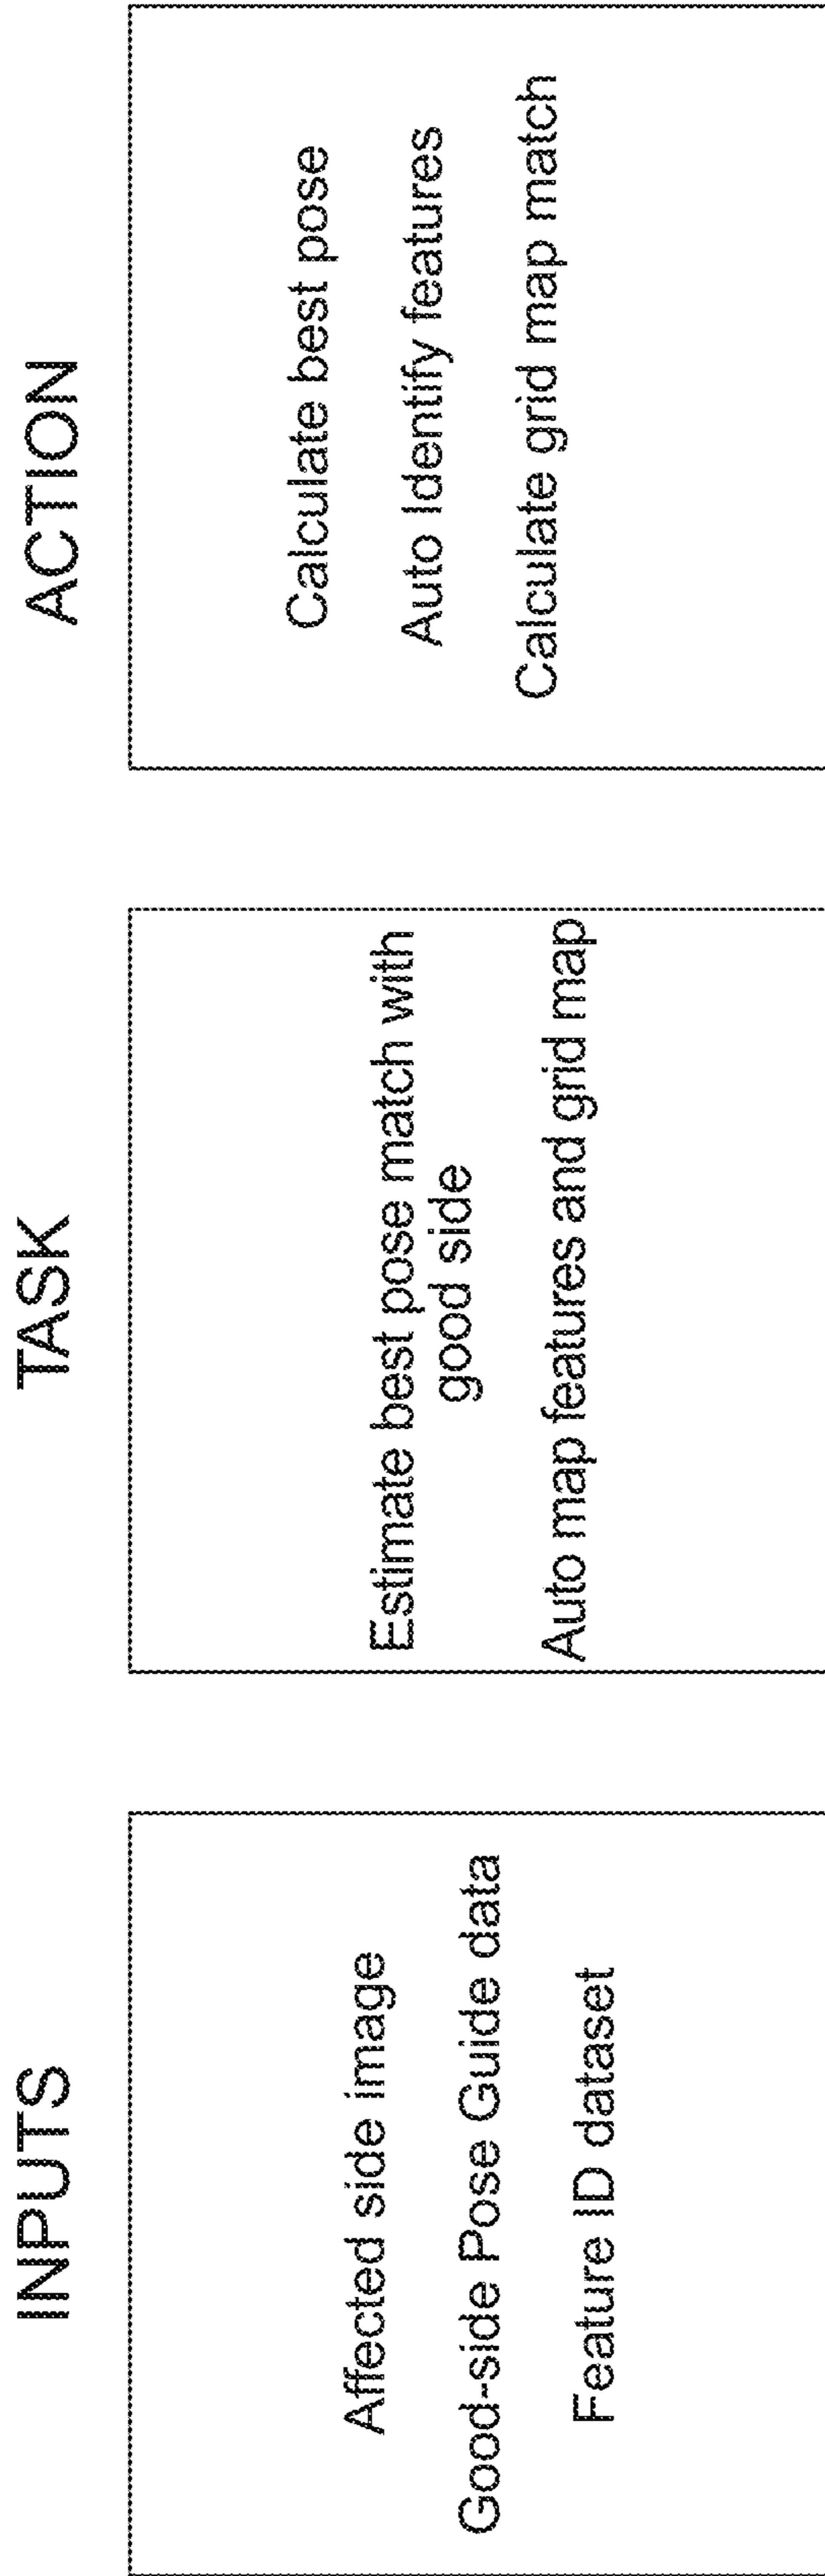 INPUTS
Affected side image
Good-side Pose Guide data
Feature ID dataset
TASK
Estimate best pose match with
good side
Auto map features and grid map
ACTION
Calculate best pose
Auto Identify features
Calculate grid map match